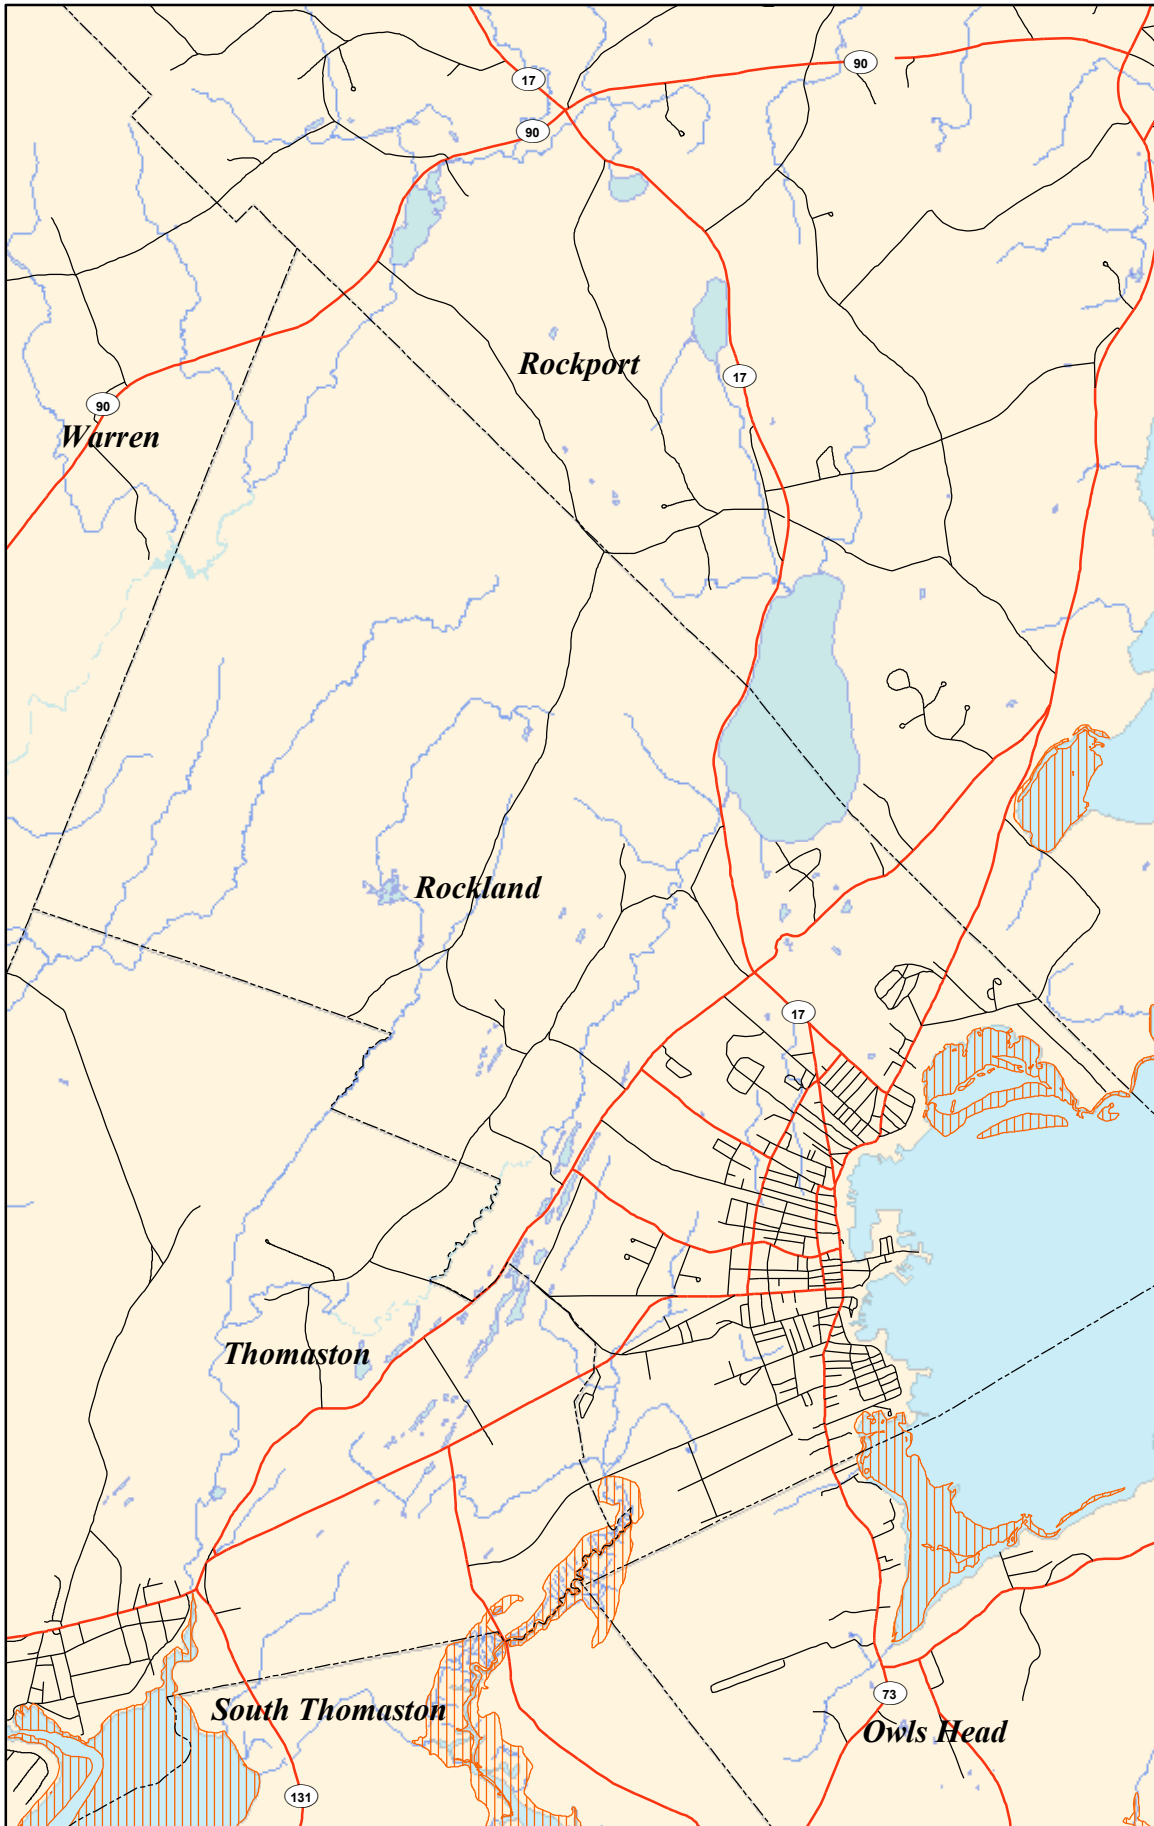 17
90
90
Rockport
17
90
Warren
Rockland
17
Thomaston
73
South Thomaston
Owls Head
131